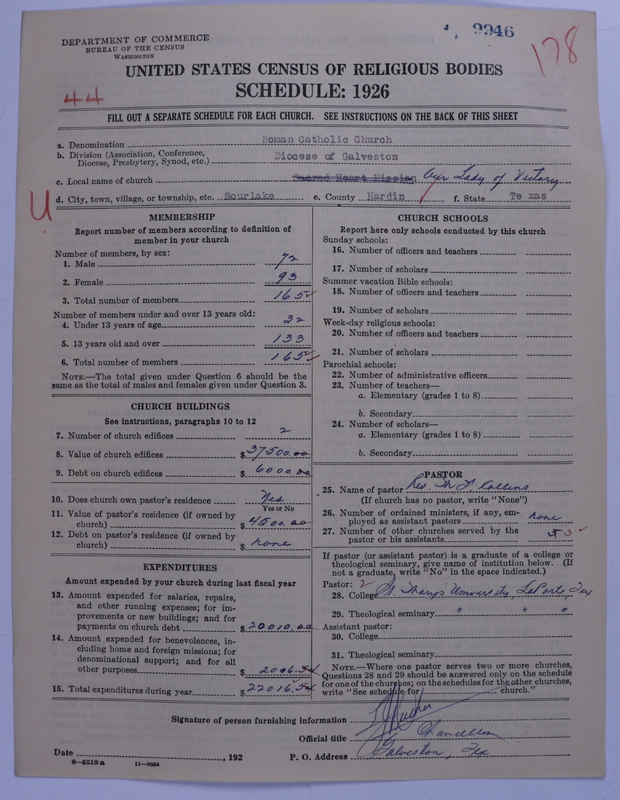 9946
178
DEPARTMENT OF COMMERCE
BUREAU OF THE CENSUS
WASHINGTON
UNITED STATES CENSUS OF RELIGIOUS BODIES
SCHEDULE: 1926
44
FILL OUT A SEPARATE SCHEDULE FOR EACH CHURCH. SEE INSTRUCTIONS ON THE BACK OF THIS SHEET
a. Denomination Roman Catholic Church
b. Division (Association, Conference, Diocese, Presbytery, Synod, etc.) Diocese of Galveston
c. Local name of church Sacred Heart Mission Our Lady of Victory
d. City, town, village, or township, etc. Sourlake e. County Hardin f. State Te xas
U
MEMBERSHIP
Report number of members according to definition of
member in your church
Number of members, by sex:
1. Male 72
2. Female 93
3. Total number of members 165
Number of members under and over 13 years old:
4. Under 13 years of age 32
5. 13 years old and over 133
6. Total number of members 165
NOTE.—The total given under Question 6 should be the
same as the total of males and females given under Question 3.
CHURCH BUILDINGS
See instructions, paragraphs 10 to 12
7. Number of church edifices 2
8. Value of church edifices $37500.00
9. Debt on church edifices $6000.00
10. Does church own pastor's residence Yes
Yes or No
11. Value of pastor's residence (if owned by
church) $4500.00
12. Debt on pastor's residence (if owned by
church) $none
EXPENDITURES
Amount expended by your church during last fiscal year
13. Amount expended for salaries, repairs,
and other running expenses; for im-
provements or new buildings; and for
payments on church debt $20010.00
14. Amount expended for benevolences, in-
cluding home and foreign missions; for
denominational support; and for all
other purposes $2006.54
15. Total expenditures during year $22016.54
CHURCH SCHOOLS
Report here only schools conducted by this church
Sunday schools:
16. Number of officers and teachers
17. Number of scholars
Summer vacation Bible schools:
18. Number of officers and teachers
19. Number of scholars
Week-day religious schools:
20. Number of officers and teachers
21. Number of scholars
Parochial schools:
22. Number of administrative officers
23. Number of teachers—
a. Elementary (grades 1 to 8)
b. Secondary
24. Number of scholars—
a. Elementary (grades 1 to 8)
b. Secondary
PASTOR
25. Name of pastor Rev. M. J. Collins
(If church has no pastor, write "None")
26. Number of ordained ministers, if any, em-
ployed as assistant pastors none
27. Number of other churches served by the
pastor or his assistants 3
If pastor (or assistant pastor) is a graduate of a college or
theological seminary, give name of institution below. (If
not a graduate, write "No" in the space indicated.)
Pastor:
28. College St Marys University, LaPorte Tex
29. Theological seminary " " "
Assistant pastor:
30. College
31. Theological seminary
NOTE.—Where one pastor serves two or more churches,
Questions 28 and 29 should be answered only on the schedule
for one of the churches; on the schedules for the other churches,
write "See schedule for church."
Signature of person furnishing information
Official title Chancellor
Date , 192 P. O. Address Galveston, Tex
8—5518a 11—9034